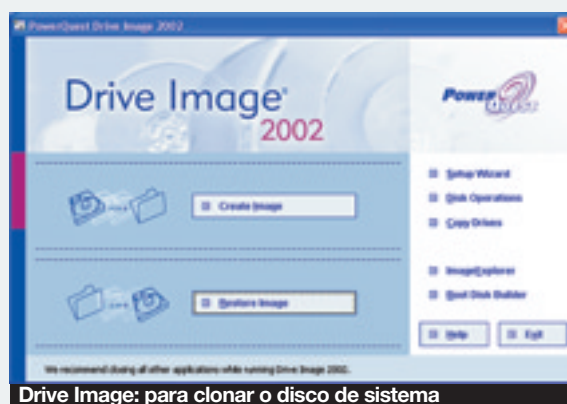 PowerQuest Drive Image 2002
Drive Image®
2002
POWERQUEST
Create Image
Restore Image
Setup Wizard
Disk Operations
Copy Drives
ImageExplorer
Boot Disk Builder
Help
Exit
We recommend closing all other applications while running Drive Image 2002.
Drive Image: para clonar o disco de sistema